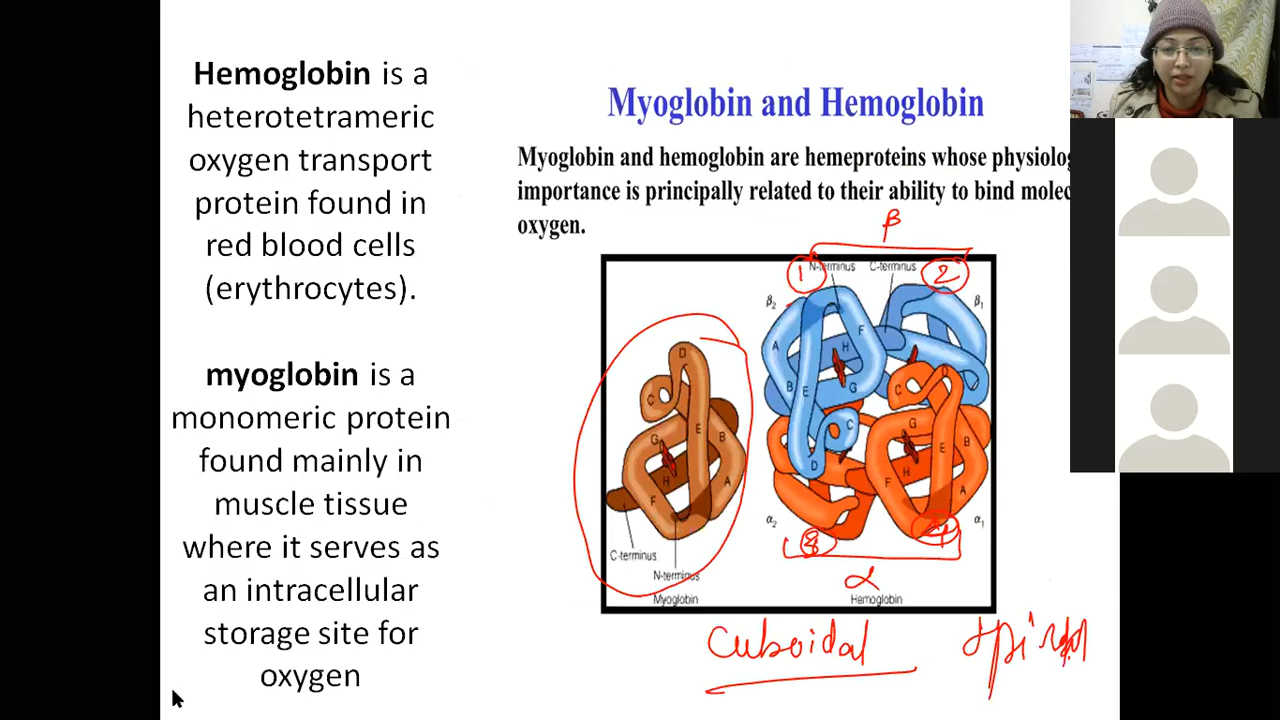 Hemoglobin is a
heterotetrameric
oxygen transport
protein found in
red blood cells
(erythrocytes).
myoglobin is a
monomeric protein
found mainly in
muscle tissue
where it serves as
an intracellular
storage site for
oxygen
Myoglobin and Hemoglobin
Myoglobin and hemoglobin are hemeproteins whose physiolog
importance is principally related to their ability to bind molec
oxygen.
β
1 N-terminus C-terminus 2
β2 β1
A H F
B E G
C
D
D
C
G E B
H A
F
C-terminus
N-terminus
Myoglobin
C D
G B
E
H
F A
α2 α1
3 4
α
Hemoglobin
Cuboidal